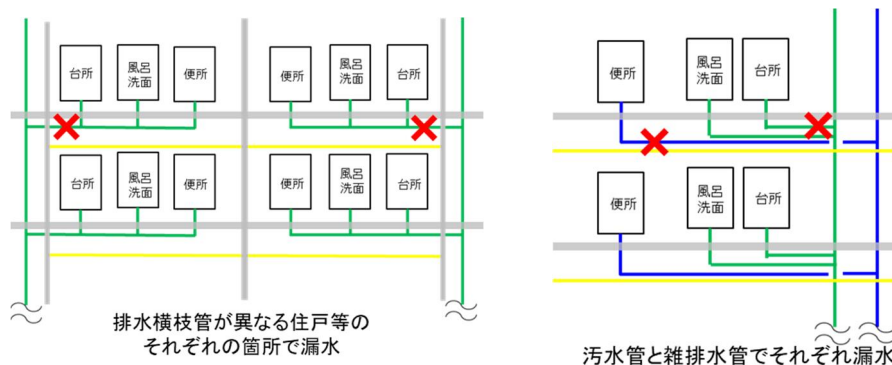 台所
風呂
洗面
便所
便所
風呂
洗面
台所
台所
風呂
洗面
便所
便所
風呂
洗面
台所
排水横枝管が異なる住戸等の
それぞれの箇所で漏水
便所
風呂
洗面
台所
便所
風呂
洗面
台所
汚水管と雑排水管でそれぞれ漏水